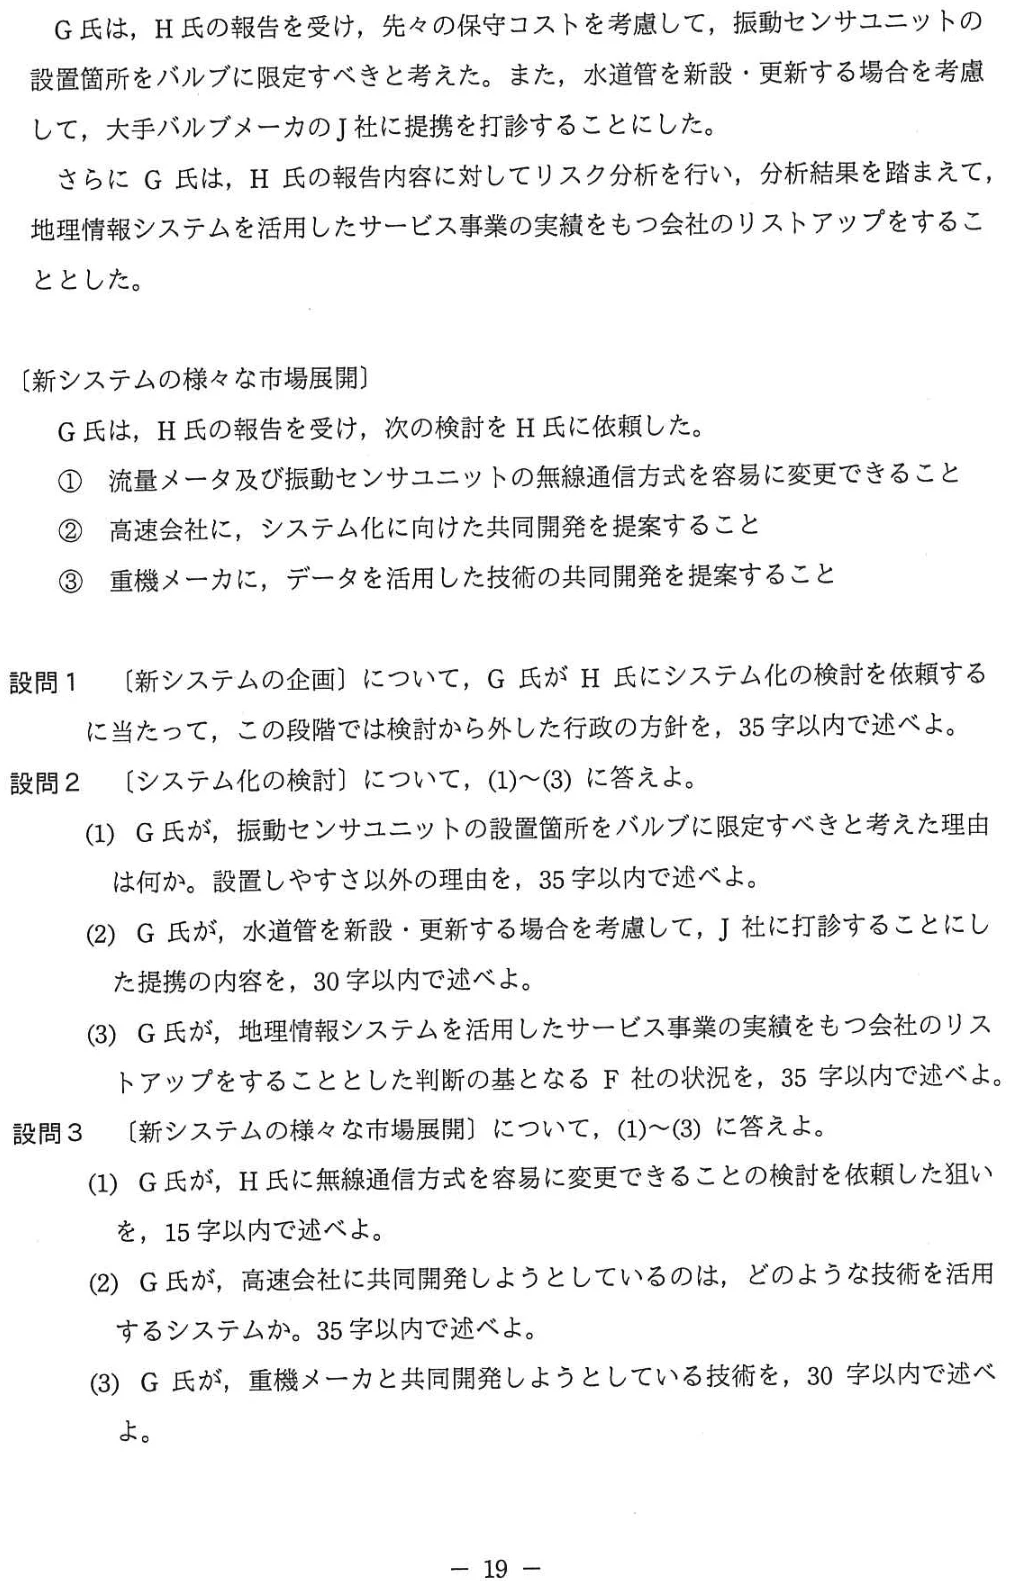 G氏は，H氏の報告を受け，先々の保守コストを考慮して，振動センサユニットの
設置箇所をバルブに限定すべきと考えた。また，水道管を新設・更新する場合を考慮
して，大手バルブメーカのJ社に提携を打診することにした。
さらに G 氏は，H 氏の報告内容に対してリスク分析を行い，分析結果を踏まえて，
地理情報システムを活用したサービス事業の実績をもつ会社のリストアップをするこ
ととした。
〔新システムの様々な市場展開〕
G氏は，H氏の報告を受け，次の検討をH氏に依頼した。
① 流量メータ及び振動センサユニットの無線通信方式を容易に変更できること
② 高速会社に，システム化に向けた共同開発を提案すること
③ 重機メーカに，データを活用した技術の共同開発を提案すること
設問1 〔新システムの企画〕について，G 氏が H 氏にシステム化の検討を依頼する
に当たって，この段階では検討から外した行政の方針を，35字以内で述べよ。
設問2 〔システム化の検討〕について，(1)～(3) に答えよ。
(1) G氏が，振動センサユニットの設置箇所をバルブに限定すべきと考えた理由
は何か。設置しやすさ以外の理由を，35字以内で述べよ。
(2) G 氏が，水道管を新設・更新する場合を考慮して，J 社に打診することにし
た提携の内容を，30字以内で述べよ。
(3) G氏が，地理情報システムを活用したサービス事業の実績をもつ会社のリス
トアップをすることとした判断の基となる F 社の状況を，35 字以内で述べよ。
設問3 〔新システムの様々な市場展開〕について，(1)～(3) に答えよ。
(1) G氏が，H氏に無線通信方式を容易に変更できることの検討を依頼した狙い
を，15字以内で述べよ。
(2) G氏が，高速会社に共同開発しようとしているのは，どのような技術を活用
するシステムか。35字以内で述べよ。
(3) G 氏が，重機メーカと共同開発しようとしている技術を，30 字以内で述べ
よ。
－ 19 －